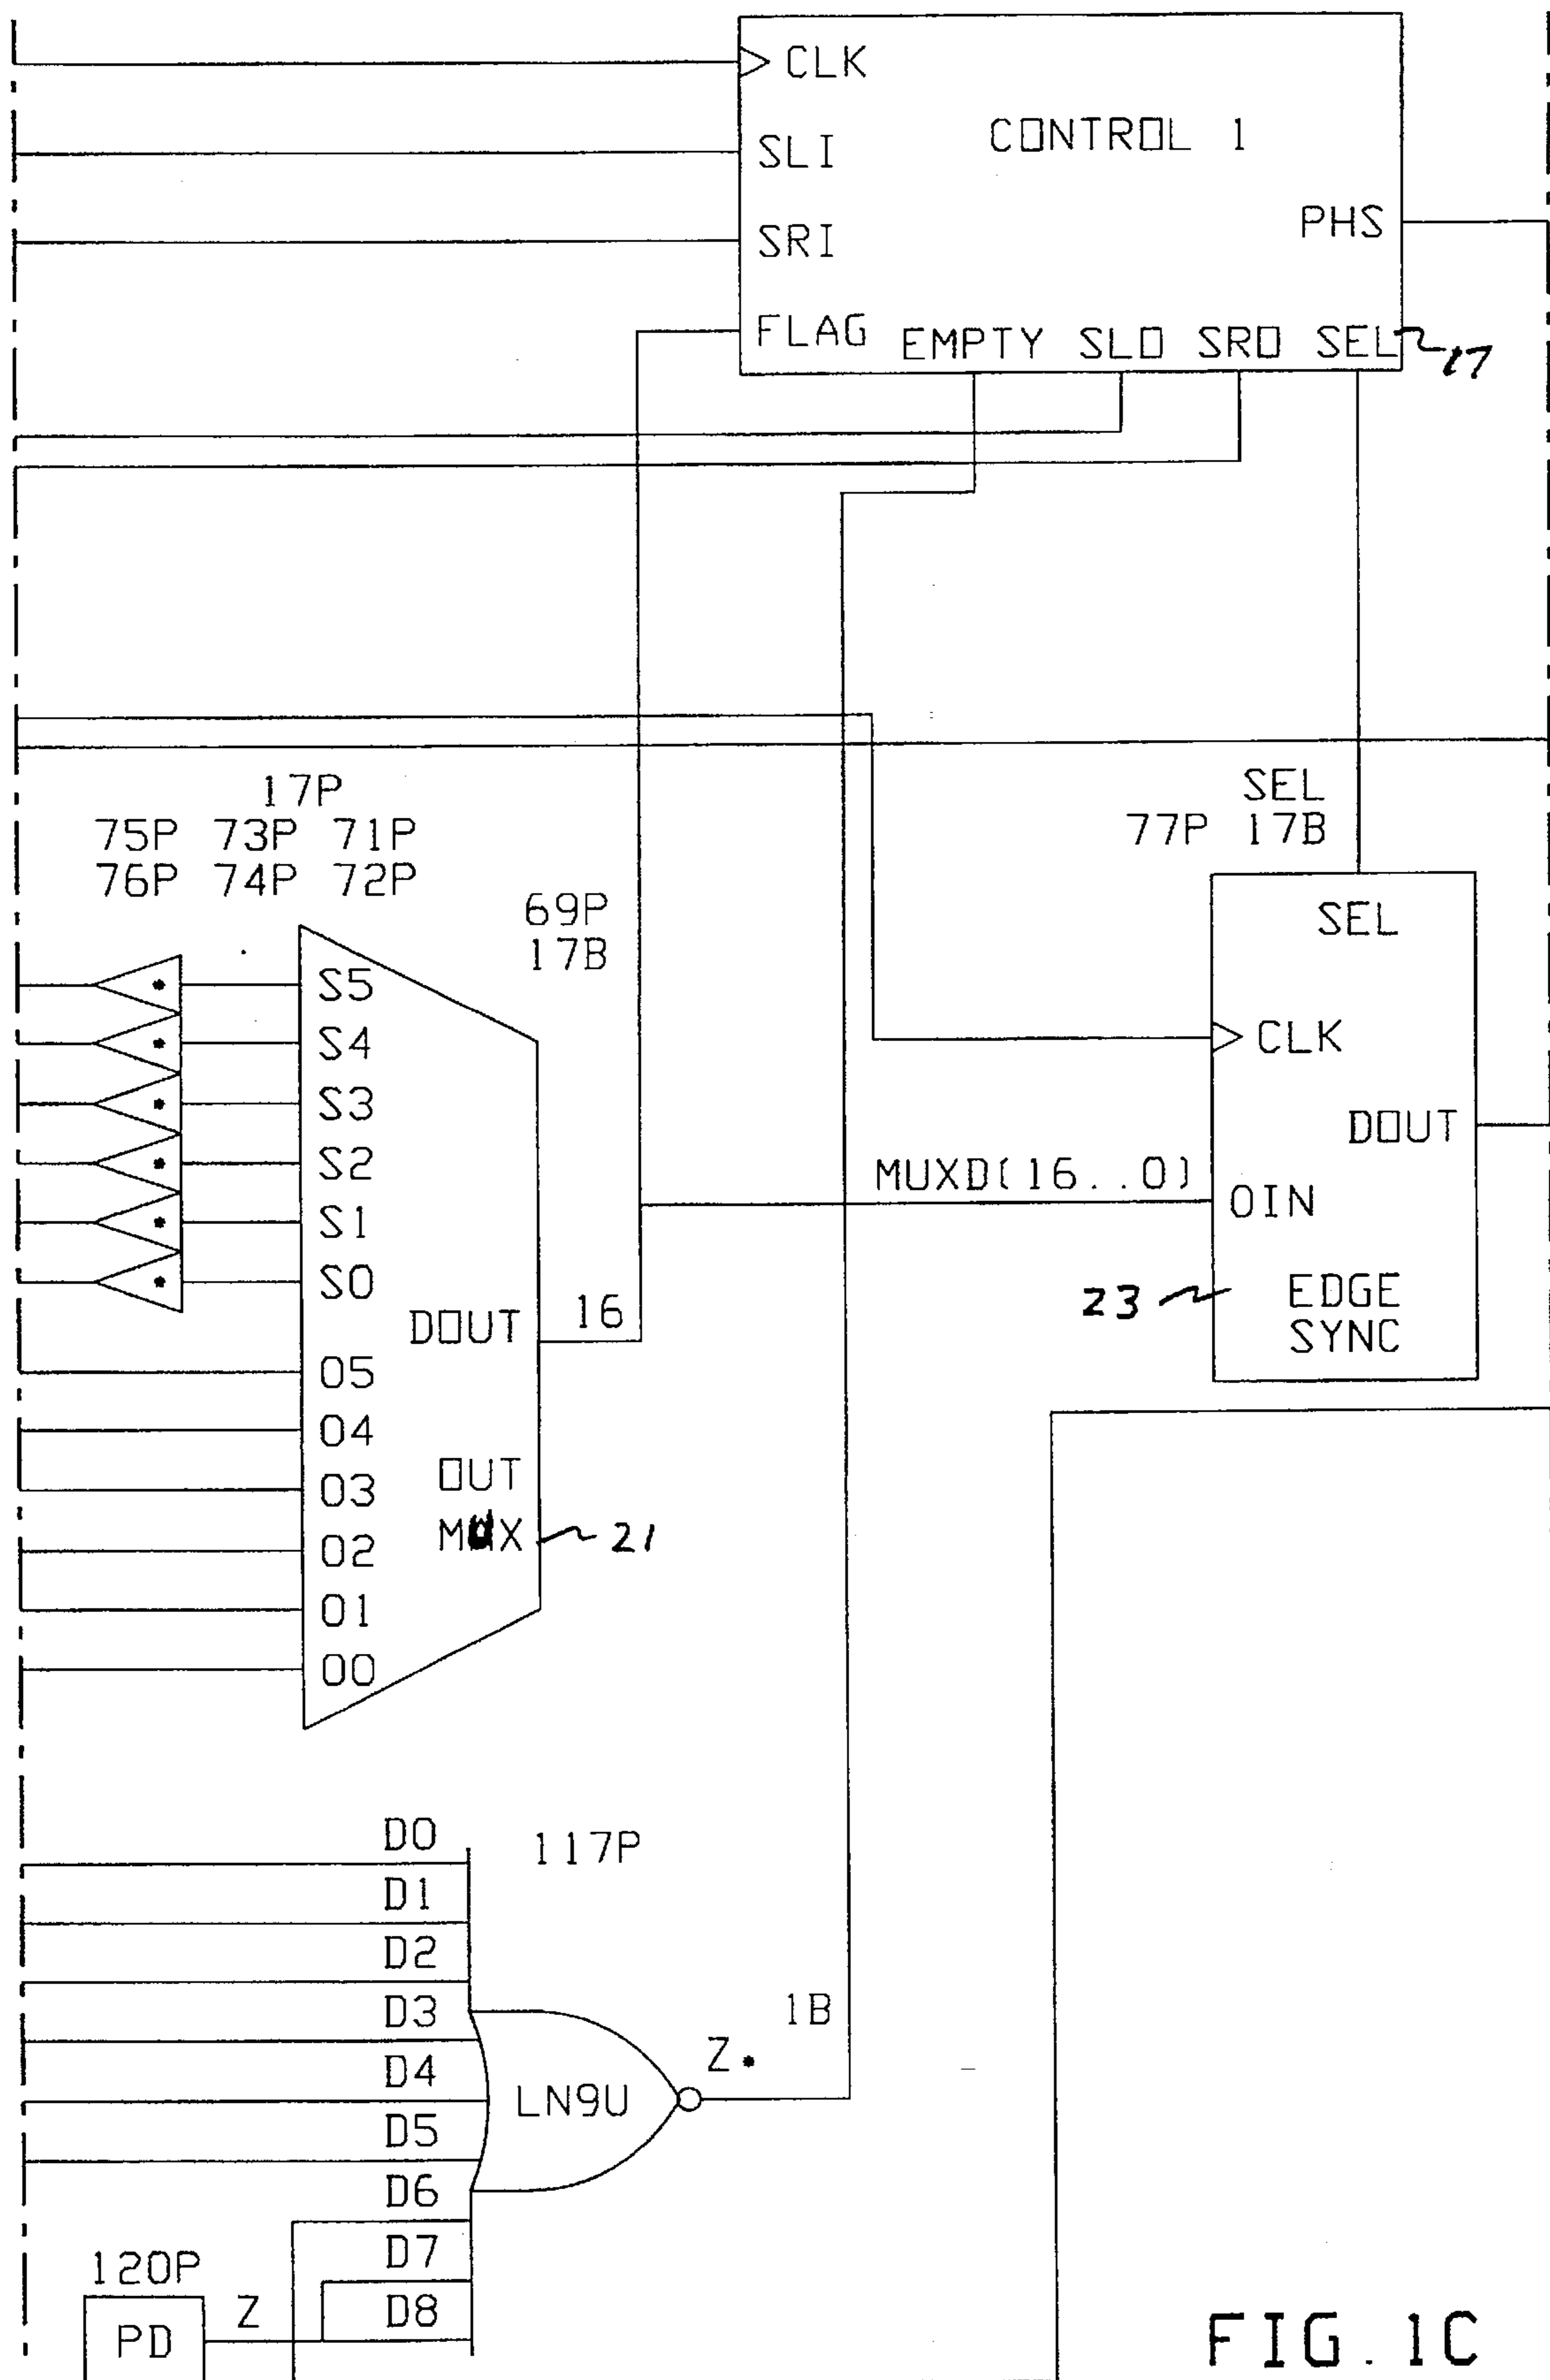 CLK
CONTROL 1
SLI
PHS
SRI
FLAG
EMPTY SLO SRO SEL
17
17P
75P 73P 71P
76P 74P 72P
69P
17B
SEL
77P 17B
SEL
S5
S4
CLK
S3
DOUT
S2
MUXD(16..0)
OIN
S1
S0
23
EDGE
SYNC
16
DOUT
O5
O4
OUT
MUX
21
O3
O2
O1
O0
D0
117P
D1
D2
D3
1B
Z
D4
LN9U
D5
D6
D7
120P
Z
D8
PD
FIG. 1C